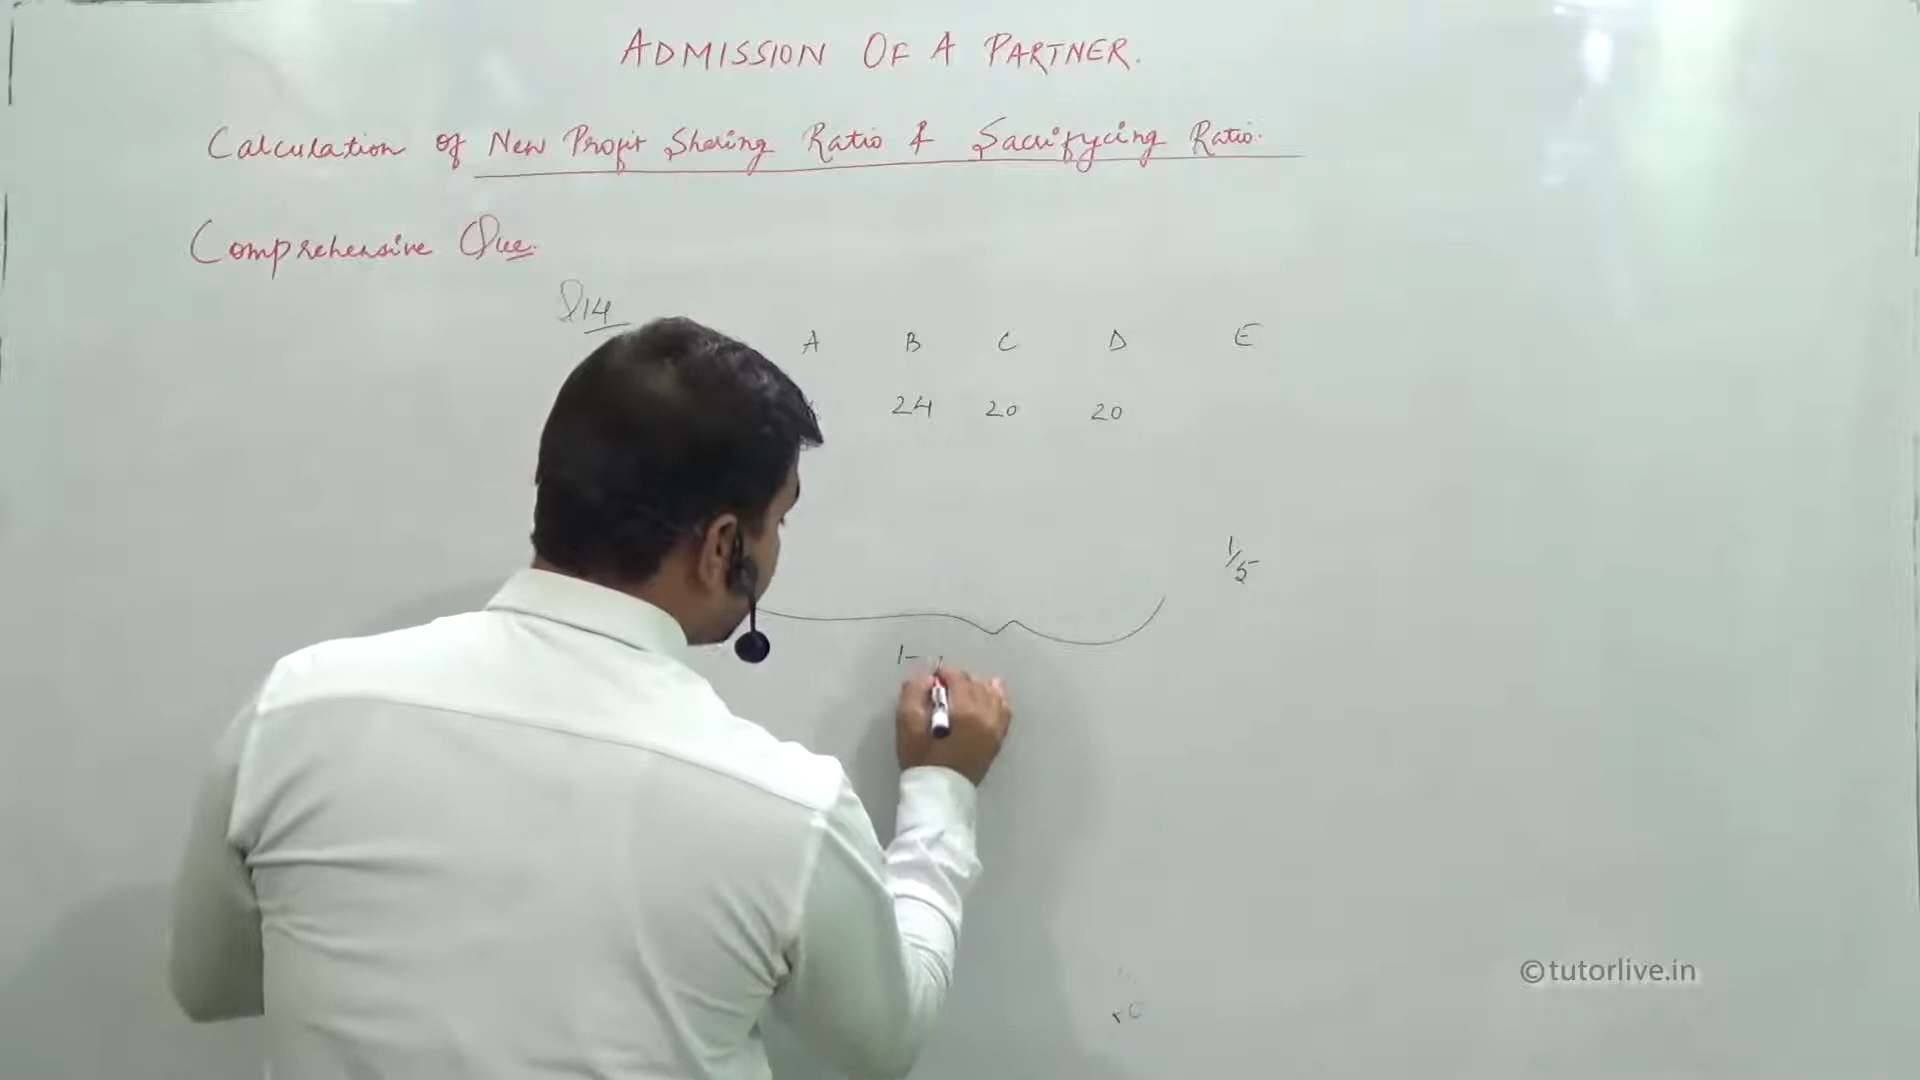 ADMISSION OF A PARTNER.
Calculation of New Profit Sharing Ratio & Sacrifycing Ratio.
Comprehensive Que.
Q14
A B C D E
24 20 20
1/5
1-
©tutorlive.in